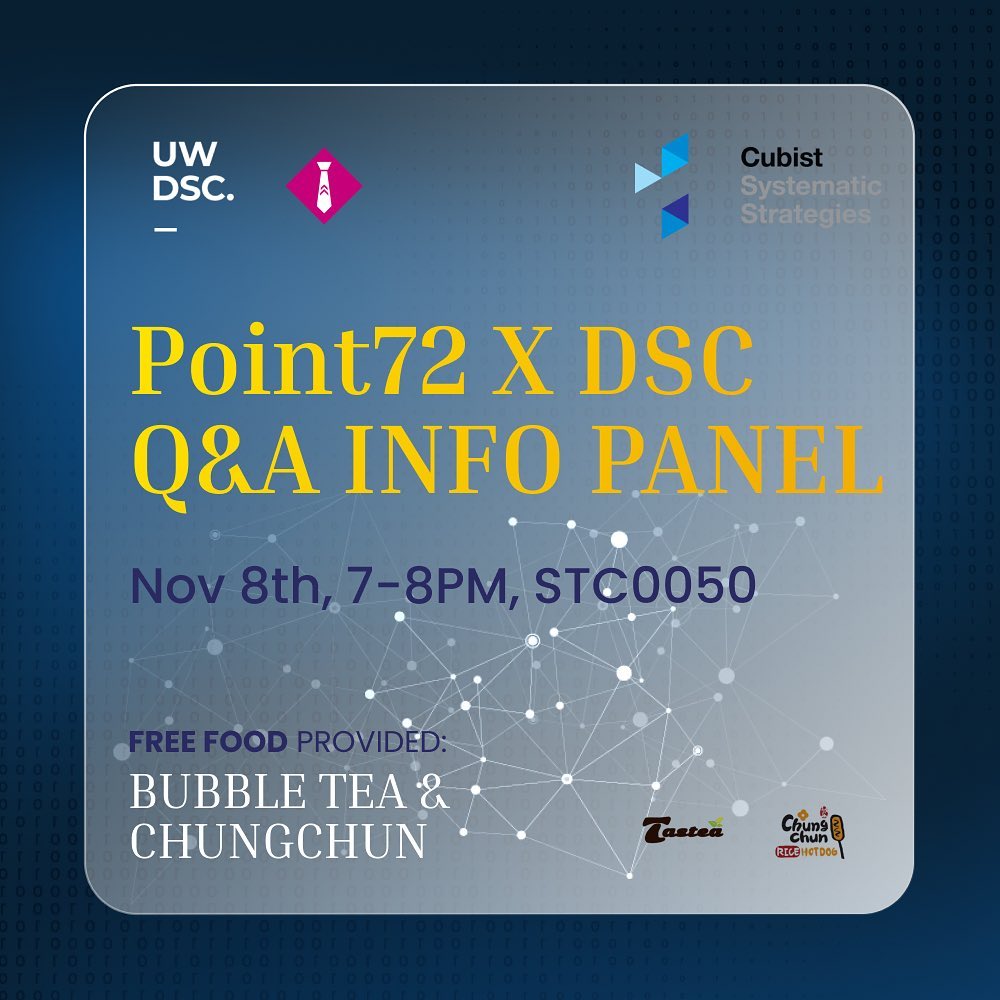 UW
DSC.
Cubist
Systematic
Strategies
Point72 X DSC
Q&A INFO PANEL
Nov 8th, 7-8PM, STC0050
FREE FOOD PROVIDED:
BUBBLE TEA &
CHUNGCHUN
Tastea
Chung
Chun
RICE HOTDOG